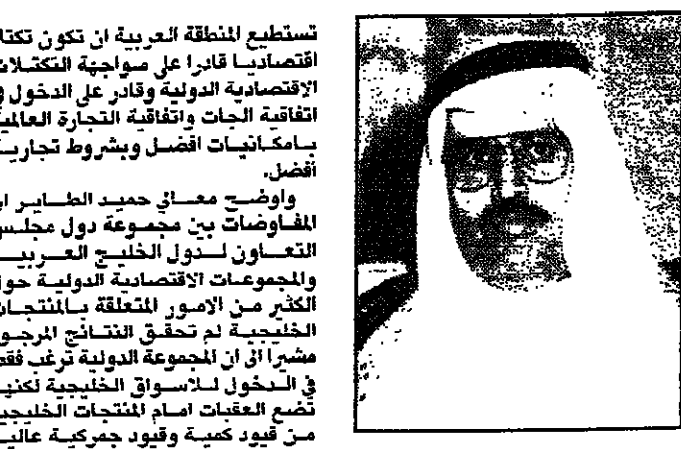 تستطيع المنطقة العربية ان تكون تكتلا
اقتصاديا قادرا على مواجهة التكتلات
الاقتصادية الدولية وقادر على الدخول في
اتفاقية الجات واتفاقية التجارة العالمية
بامكانيات افضل وبشروط تجارية
أفضل.
واوضح معالي حميد الطاير ان
المفاوضات بين مجموعة دول مجلس
التعاون لدول الخليج العربية
والمجموعات الاقتصادية الدولية حول
الكثير من الامور المتعلقة بالمنتجات
الخليجية لم تحقق النتائج المرجوة
مشيرا الى ان المجموعة الدولية ترغب فقط
في الدخول للاسواق الخليجية لكنها
تضع العقبات امام المنتجات الخليجية
من قيود كمية وقيود جمركية عالية